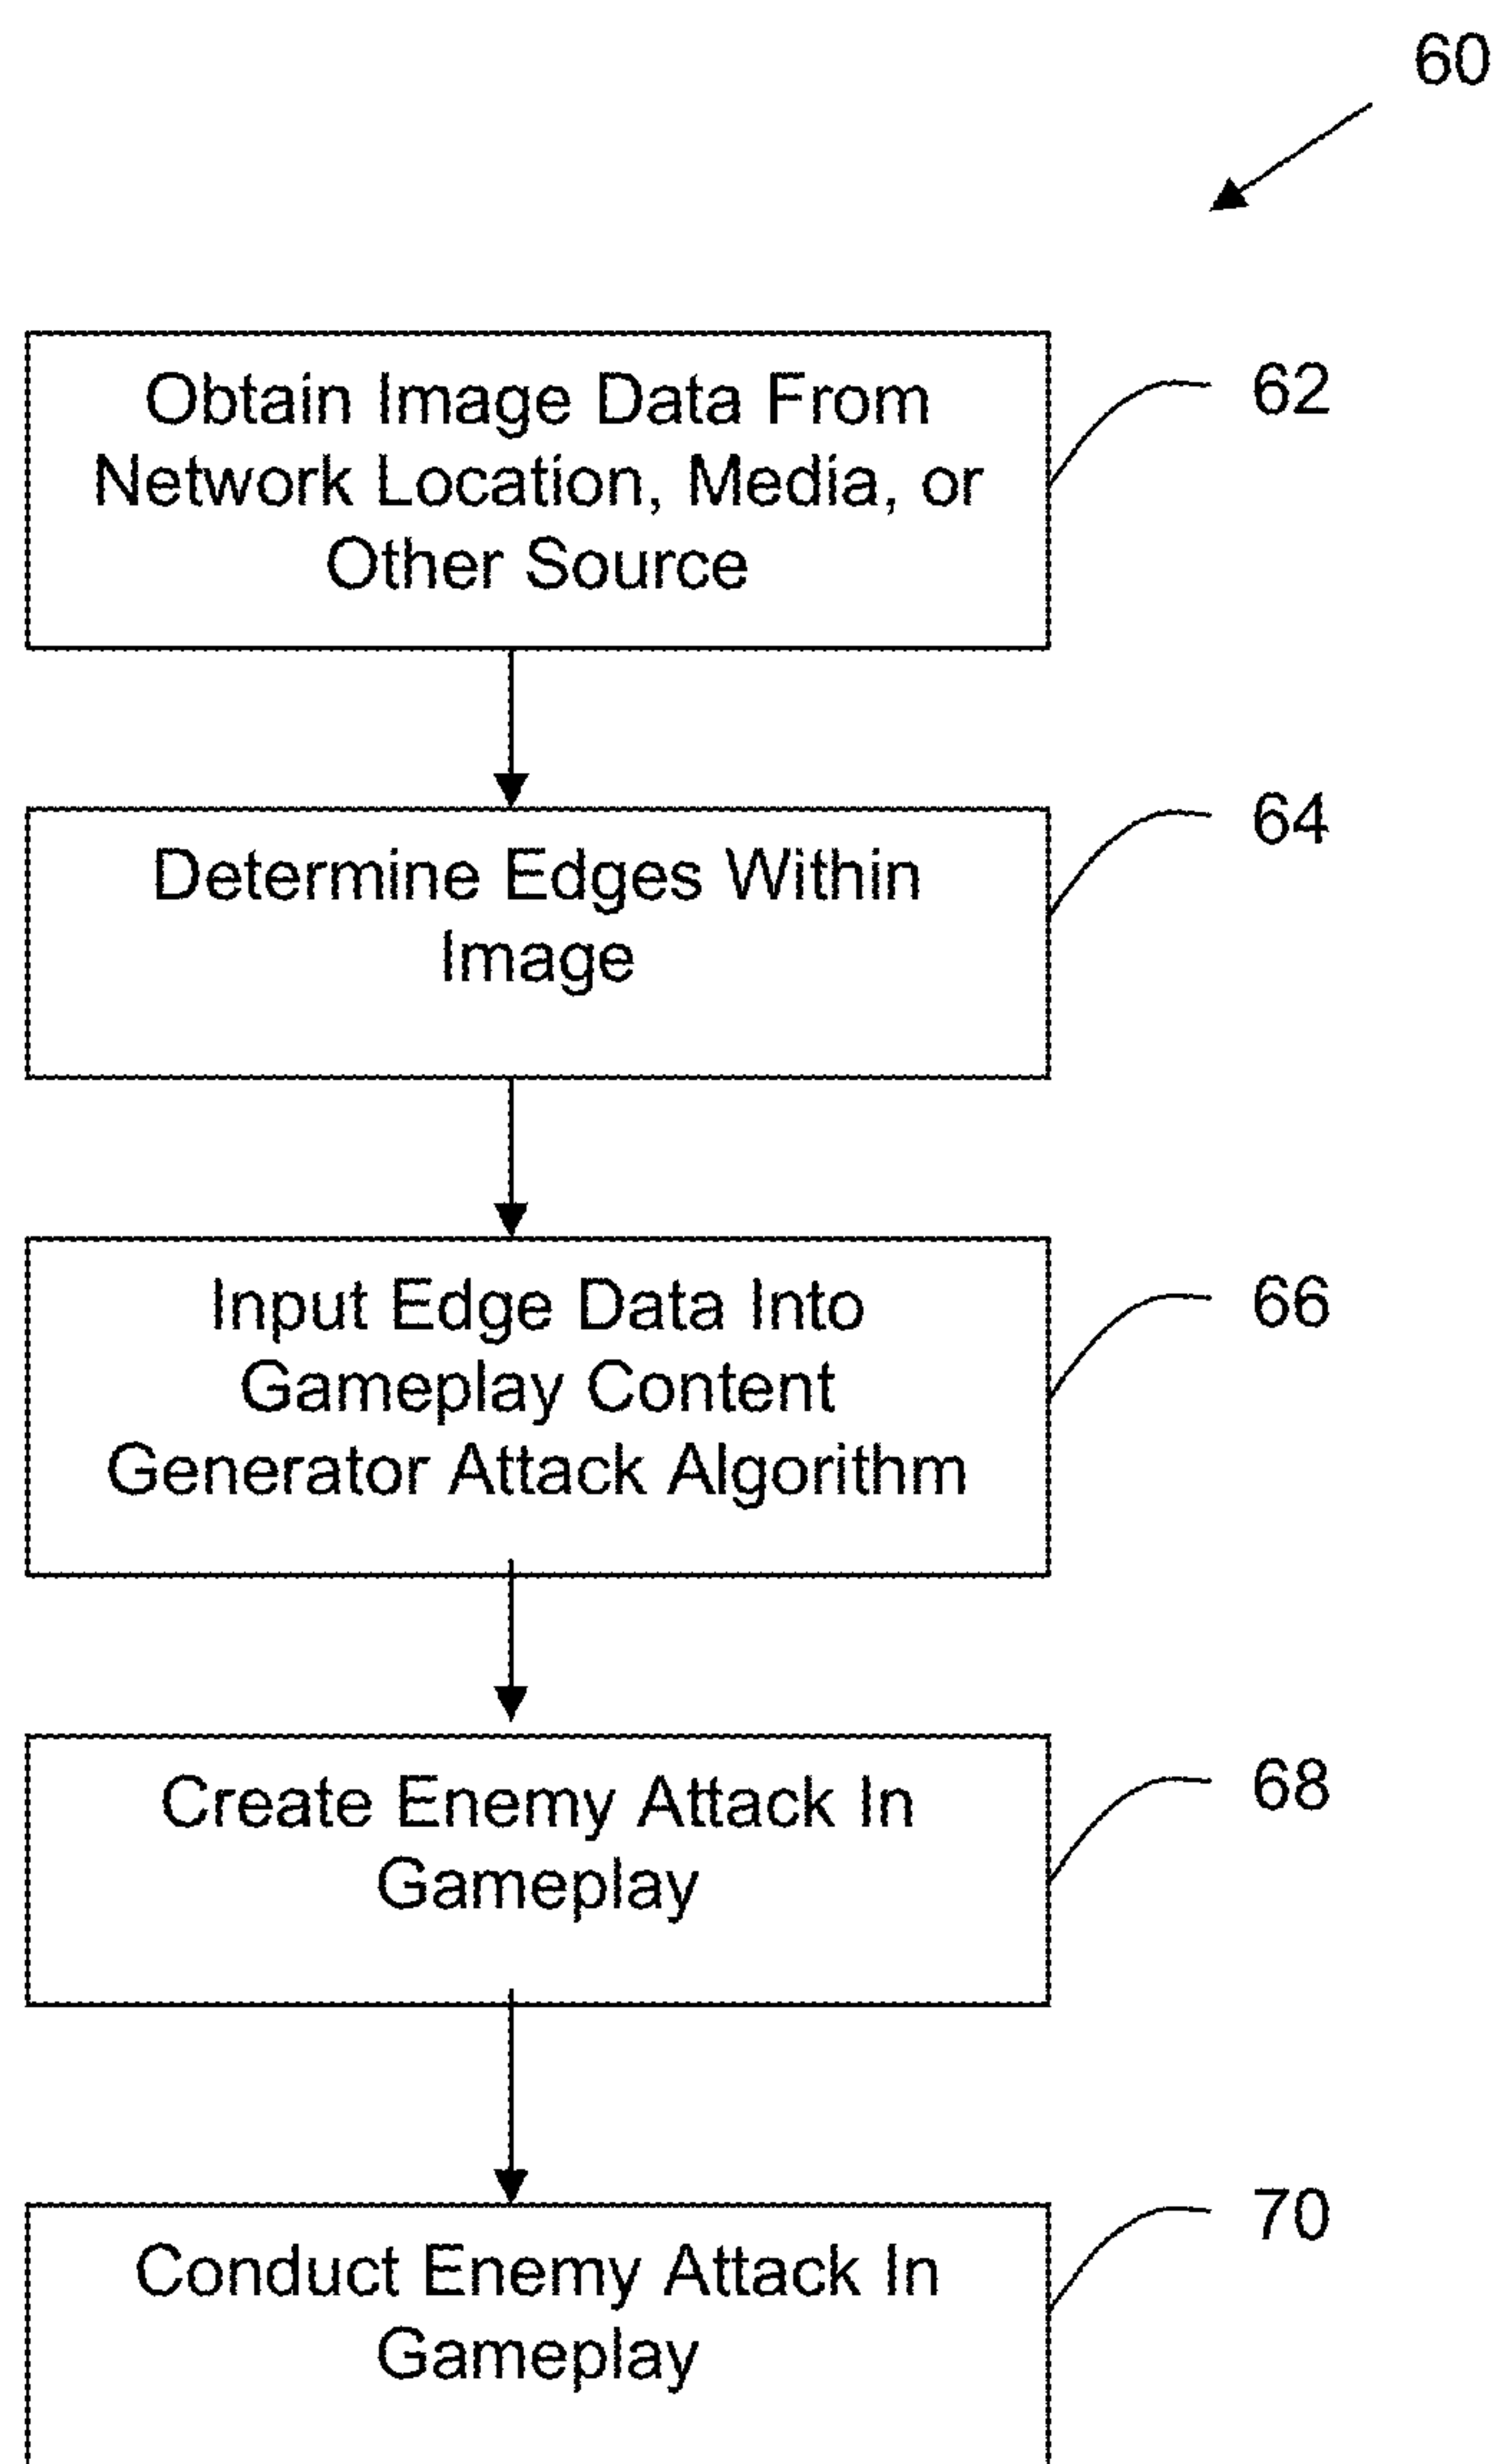 60
Obtain Image Data From
Network Location, Media, or
Other Source
62
Determine Edges Within
Image
64
Input Edge Data Into
Gameplay Content
Generator Attack Algorithm
66
Create Enemy Attack In
Gameplay
68
Conduct Enemy Attack In
Gameplay
70